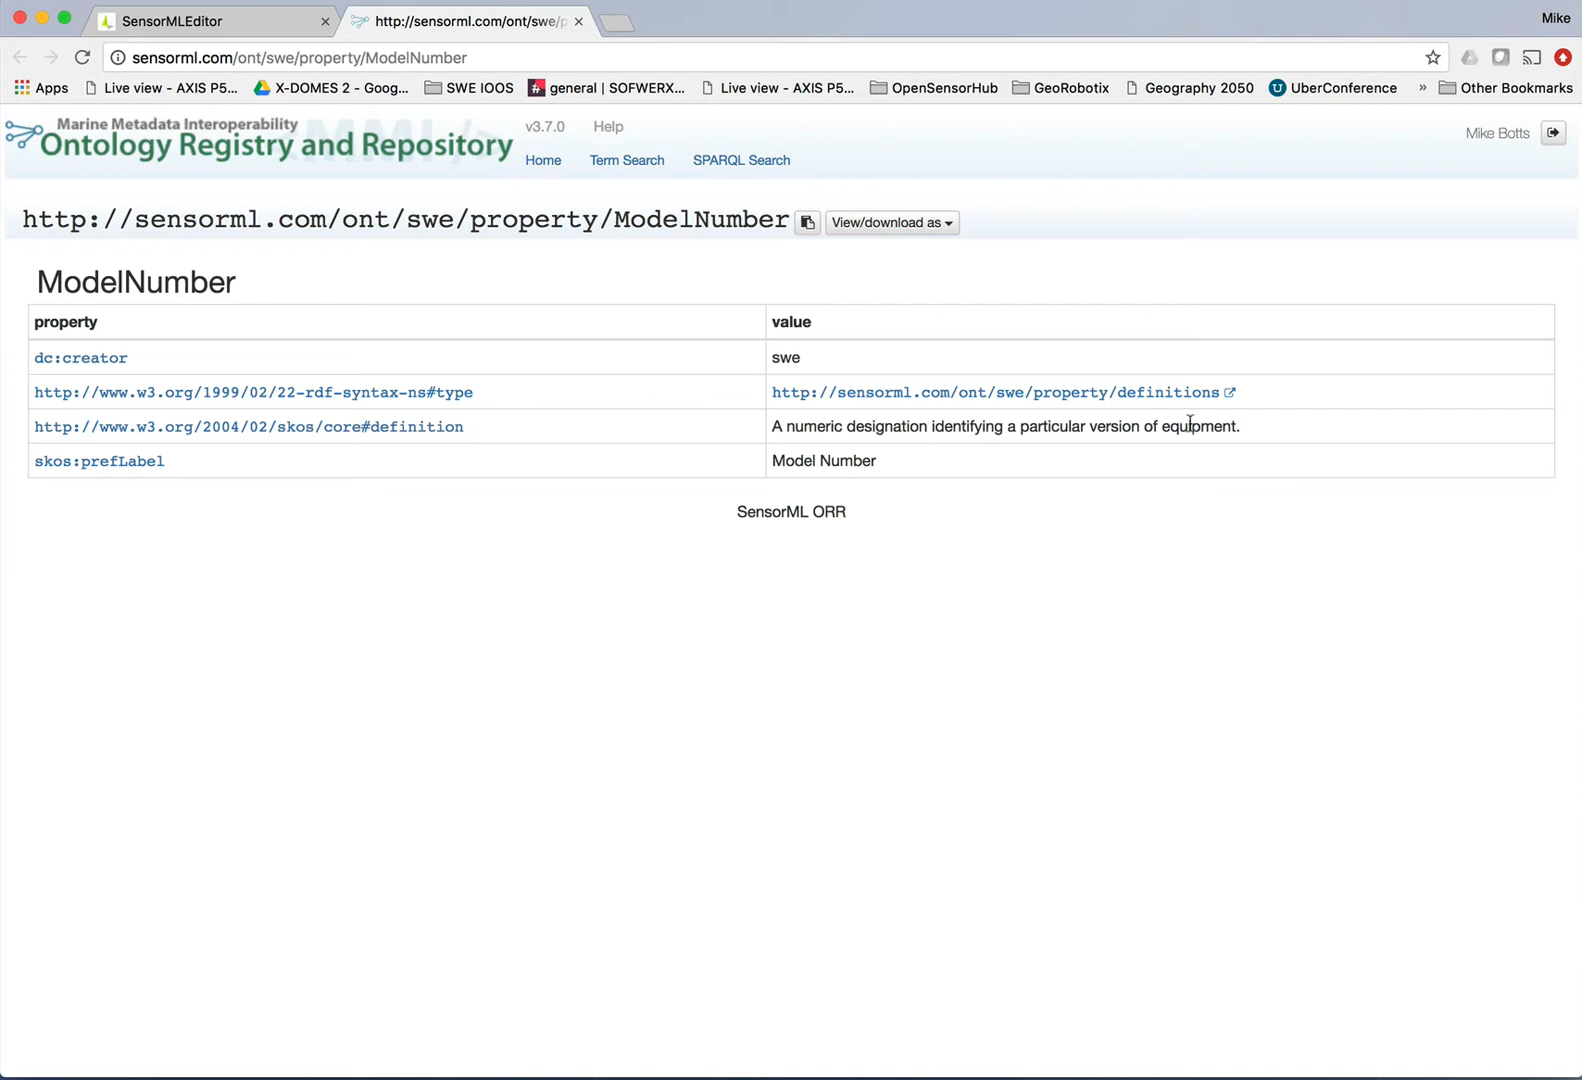 SensorMLEditor
http://sensorml.com/ont/swe/p
Mike
sensorml.com/ont/swe/property/ModelNumber
Apps
Live view - AXIS P5...
X-DOMES 2 - Goog...
SWE IOOS
general | SOFWERX...
Live view - AXIS P5...
OpenSensorHub
GeoRobotix
Geography 2050
UberConference
»
Other Bookmarks
Marine Metadata Interoperability
Ontology Registry and Repository
v3.7.0
Help
Home
Term Search
SPARQL Search
Mike Botts
http://sensorml.com/ont/swe/property/ModelNumber
View/download as
ModelNumber
property
value
dc:creator
swe
http://www.w3.org/1999/02/22-rdf-syntax-ns#type
http://sensorml.com/ont/swe/property/definitions
http://www.w3.org/2004/02/skos/core#definition
A numeric designation identifying a particular version of equipment.
skos:prefLabel
Model Number
SensorML ORR